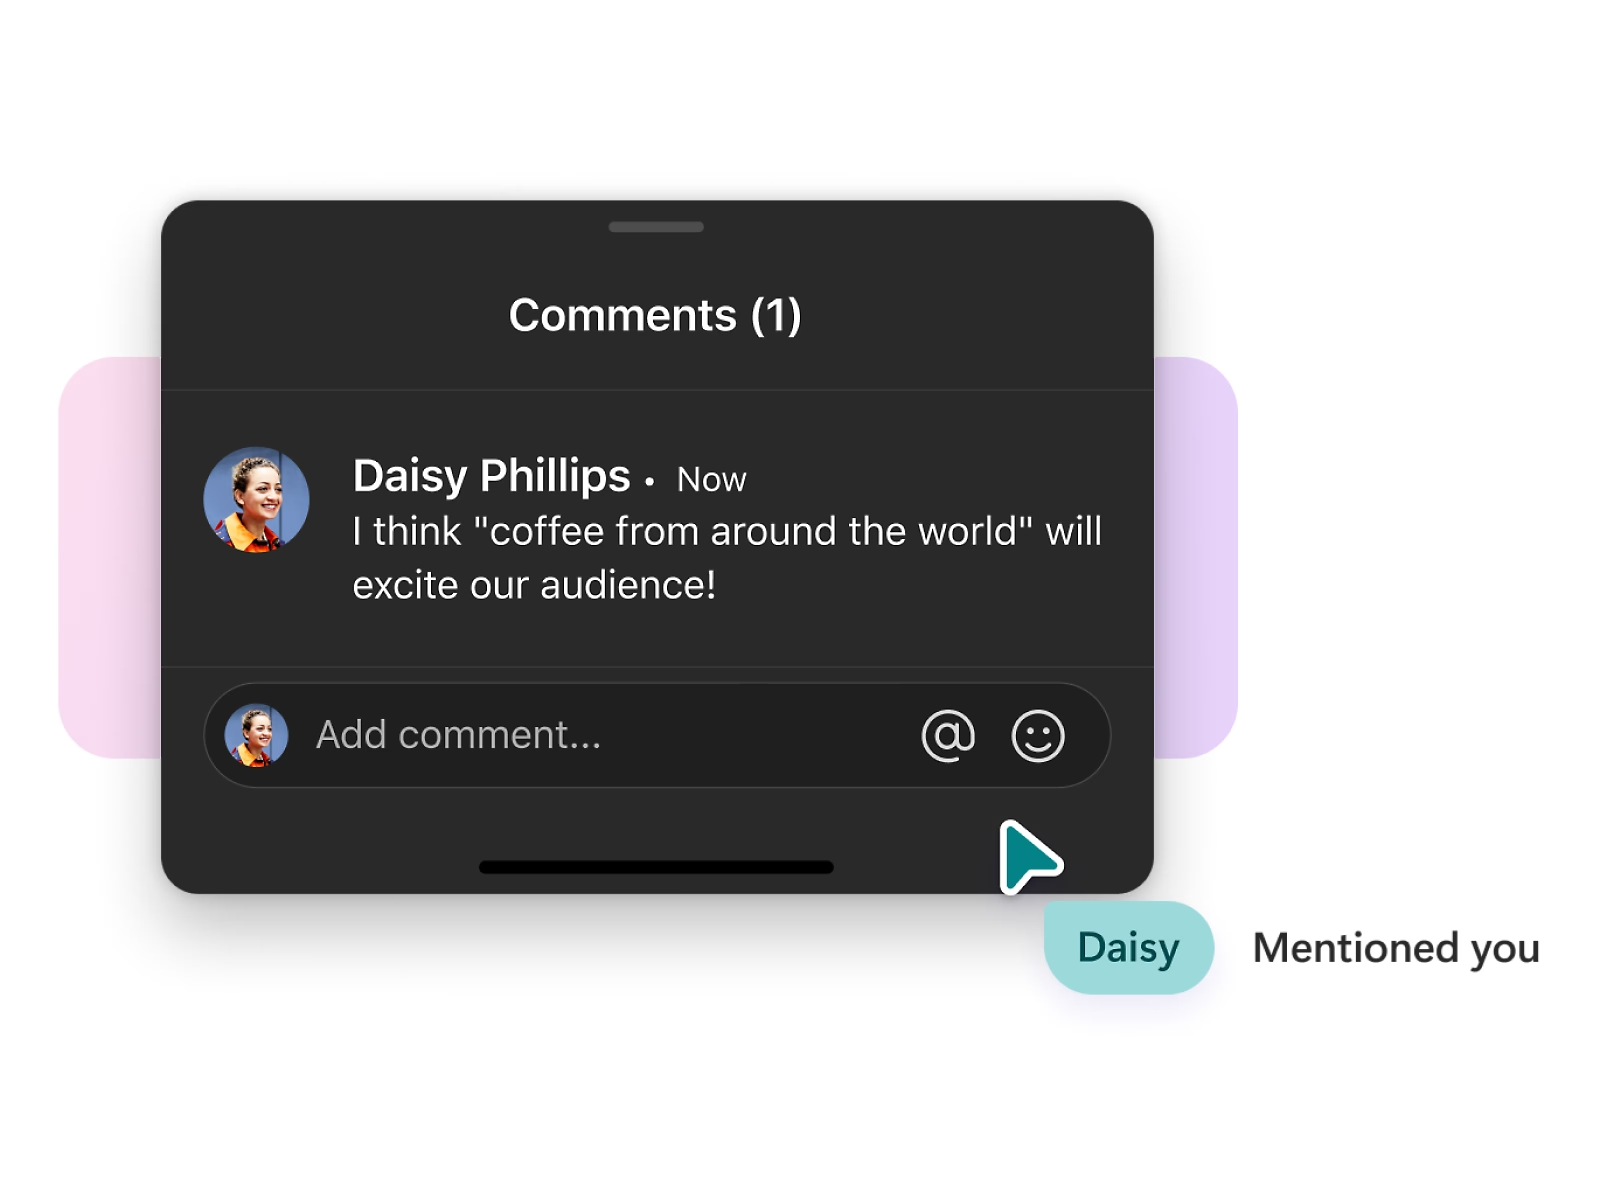 Comments (1)
Daisy Phillips • Now
I think "coffee from around the world" will
excite our audience!
Add comment...
@
Daisy
Mentioned you